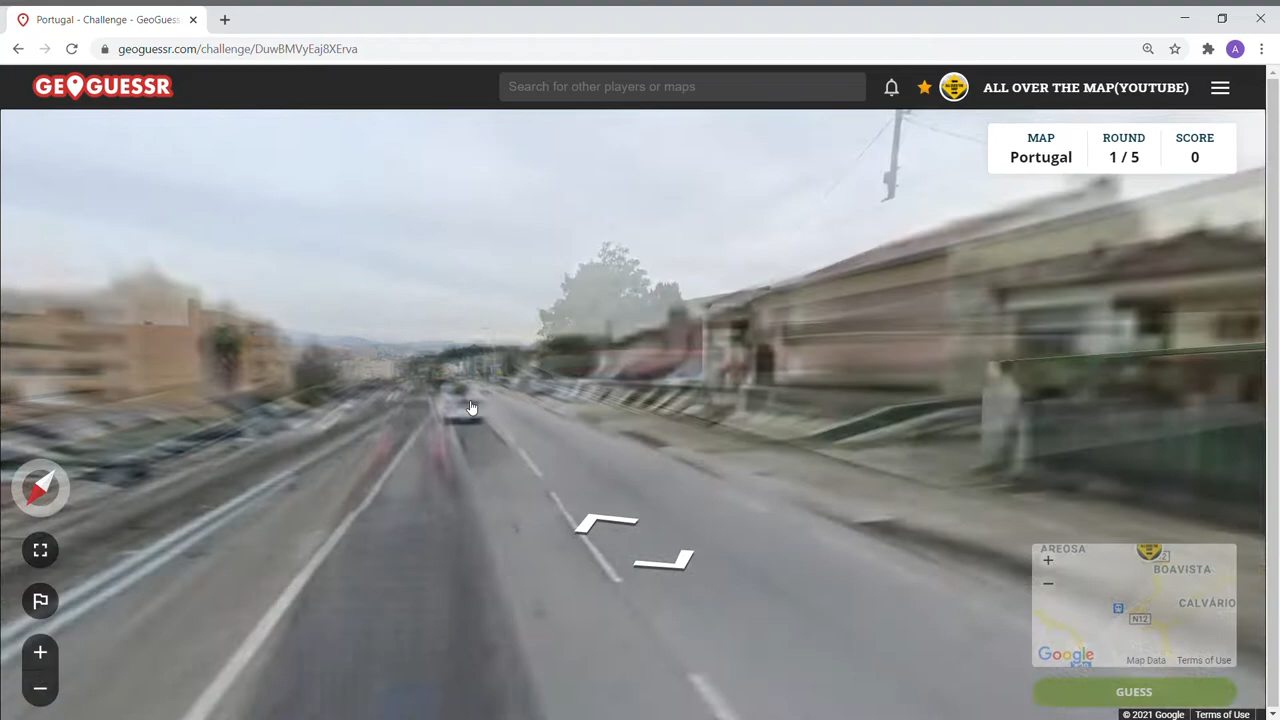 Portugal - Challenge - GeoGuess
geoguessr.com/challenge/DuwBMVyEaj8XErva
A
GEOGUESSR
Search for other players or maps
ALL OVER THE MAP(YOUTUBE)
MAP
Portugal
ROUND
1 / 5
SCORE
0
AREOSA
BOAVISTA
CALVÁRIO
N12
Google
Map Data
Terms of Use
GUESS
© 2021 Google
Terms of Use